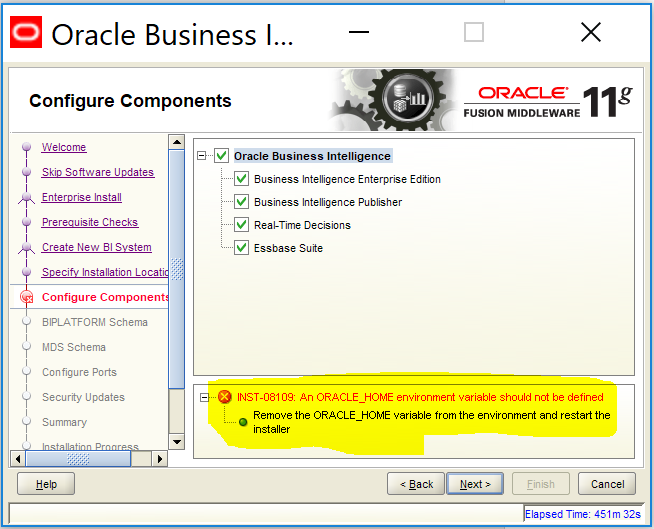 Oracle Business I...
Configure Components
ORACLE
FUSION MIDDLEWARE 11g
Welcome
Skip Software Updates
Enterprise Install
Prerequisite Checks
Create New BI System
Specify Installation Locatic
Configure Components
BIPLATFORM Schema
MDS Schema
Configure Ports
Security Updates
Summary
Installation Progress
Oracle Business Intelligence
Business Intelligence Enterprise Edition
Business Intelligence Publisher
Real-Time Decisions
Essbase Suite
INST-08109: An ORACLE_HOME environment variable should not be defined
Remove the ORACLE_HOME variable from the environment and restart the
installer
Help
< Back
Next >
Finish
Cancel
Elapsed Time: 451m 32s